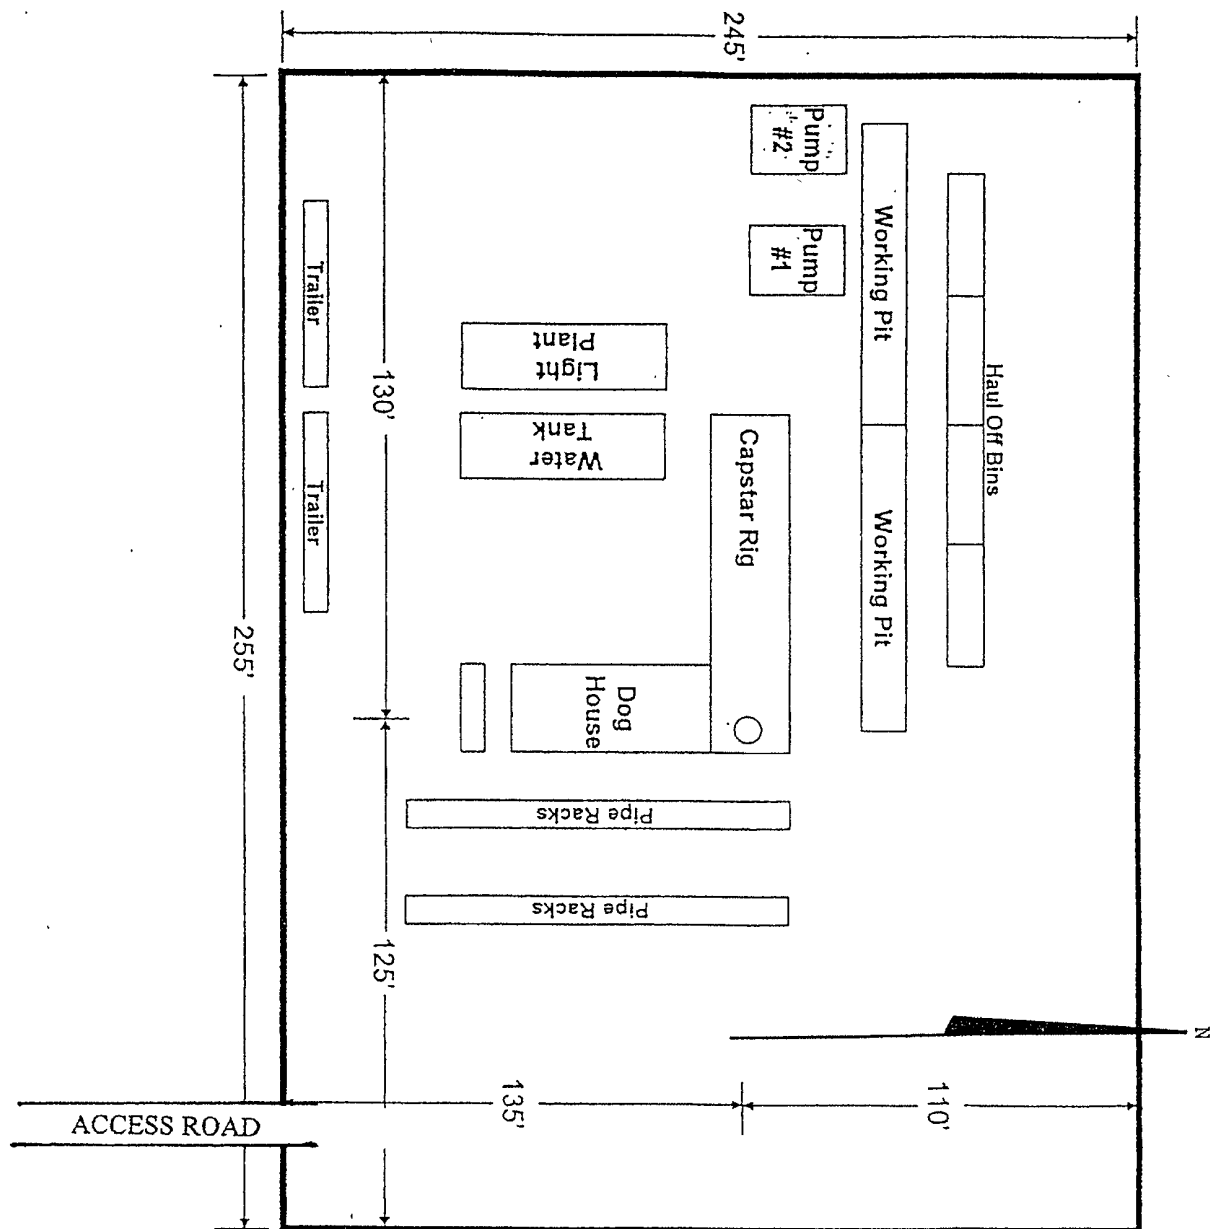 245'
Pump
#2
Pump
#1
Working Pit
Working Pit
Haul Off Bins
Trailer
Trailer
130'
Light
Plant
Water
Tank
Capstar Rig
255'
Dog
House
Pipe Racks
Pipe Racks
125'
N
135'
110'
ACCESS ROAD